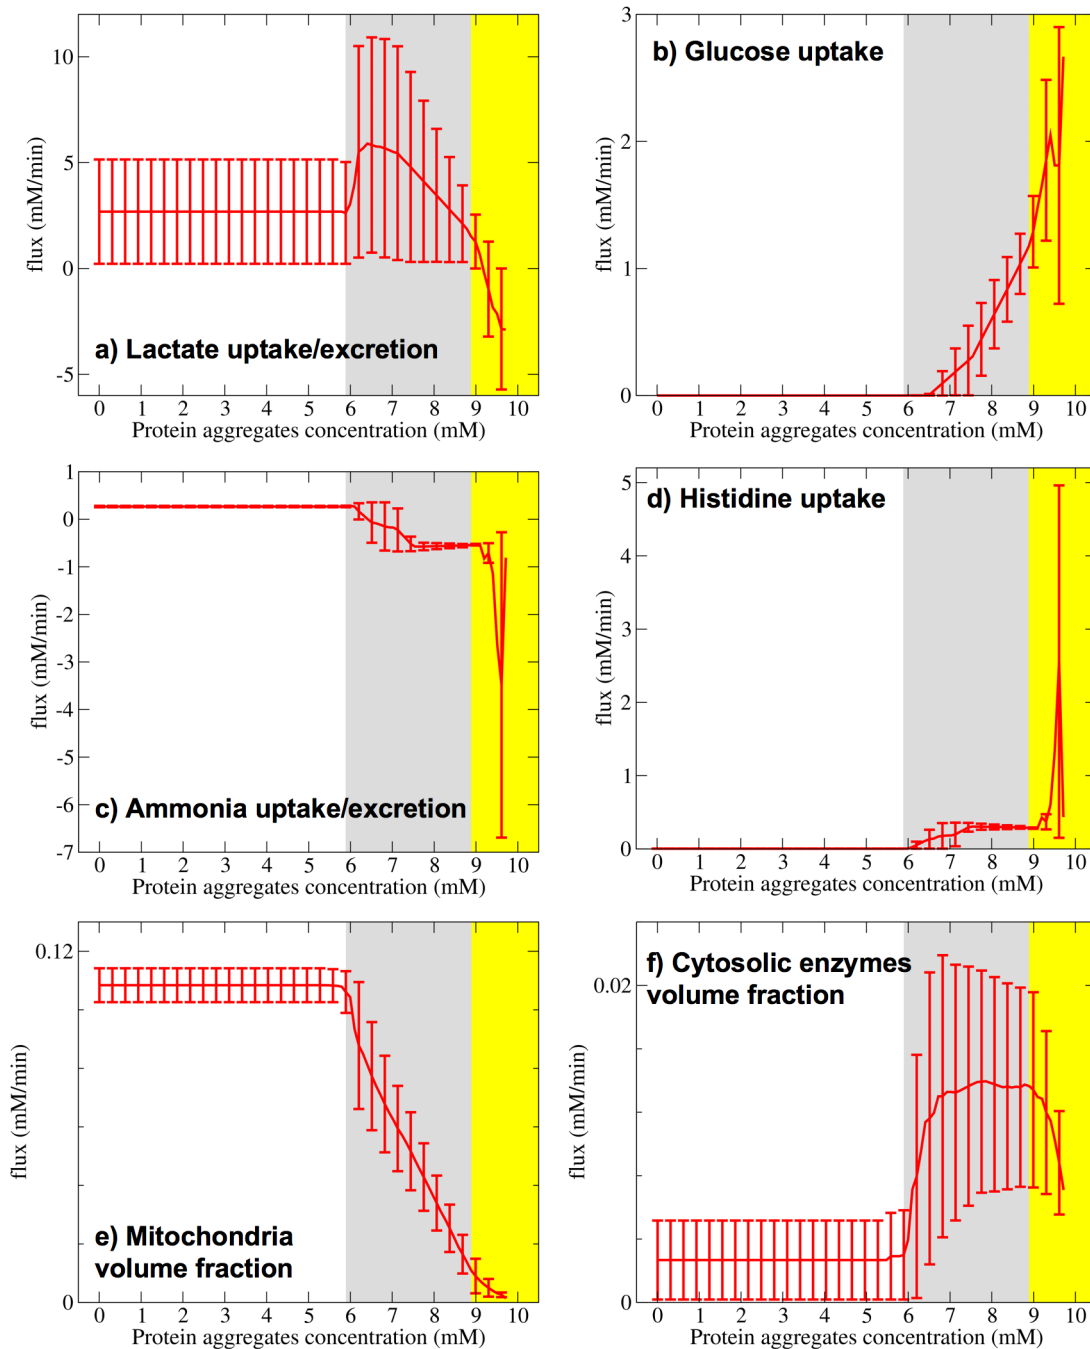 10
5
0
-5
flux (mM/min)
a) Lactate uptake/excretion
0 1 2 3 4 5 6 7 8 9 10
Protein aggregates concentration (mM)
3
2
1
0
flux (mM/min)
b) Glucose uptake
0 1 2 3 4 5 6 7 8 9 10
Protein aggregates concentration (mM)
1
0
-1
-2
-3
-4
-5
-6
-7
flux (mM/min)
c) Ammonia uptake/excretion
0 1 2 3 4 5 6 7 8 9 10
Protein aggregates concentration (mM)
5
4
3
2
1
0
flux (mM/min)
d) Histidine uptake
0 1 2 3 4 5 6 7 8 9 10
Protein aggregates concentration (mM)
0.12
0
flux (mM/min)
e) Mitochondria
volume fraction
0 1 2 3 4 5 6 7 8 9 10
Protein aggregates concentration (mM)
0.02
0
flux (mM/min)
f) Cytosolic enzymes
volume fraction
0 1 2 3 4 5 6 7 8 9 10
Protein aggregates concentration (mM)